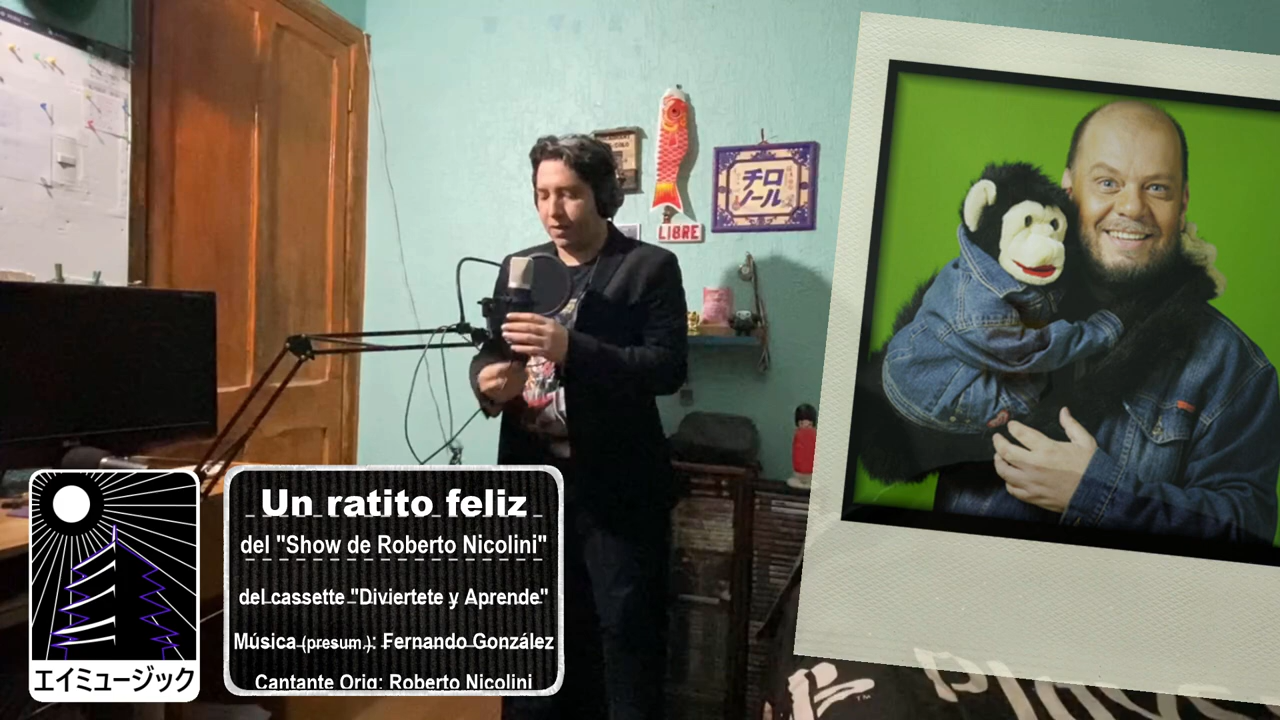 LIBRE
チロ
ノール
Un ratito feliz
del "Show de Roberto Nicolini"
del cassette "Diviertete y Aprende"
Música (presum.): Fernando González
Cantante Orig: Roberto Nicolini
エイミュージック